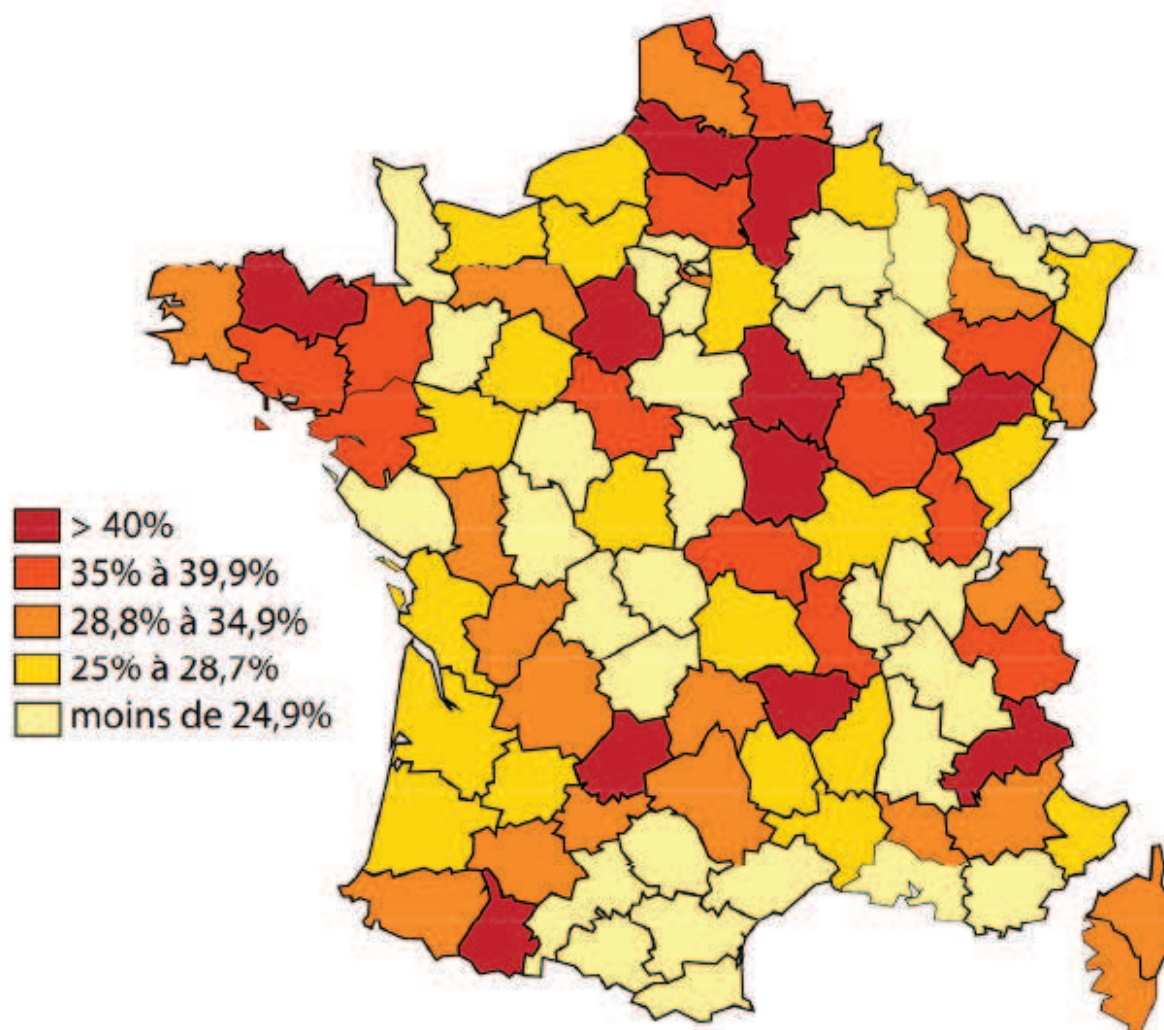 > 40%
35% à 39,9%
28,8% à 34,9%
25% à 28,7%
moins de 24,9%